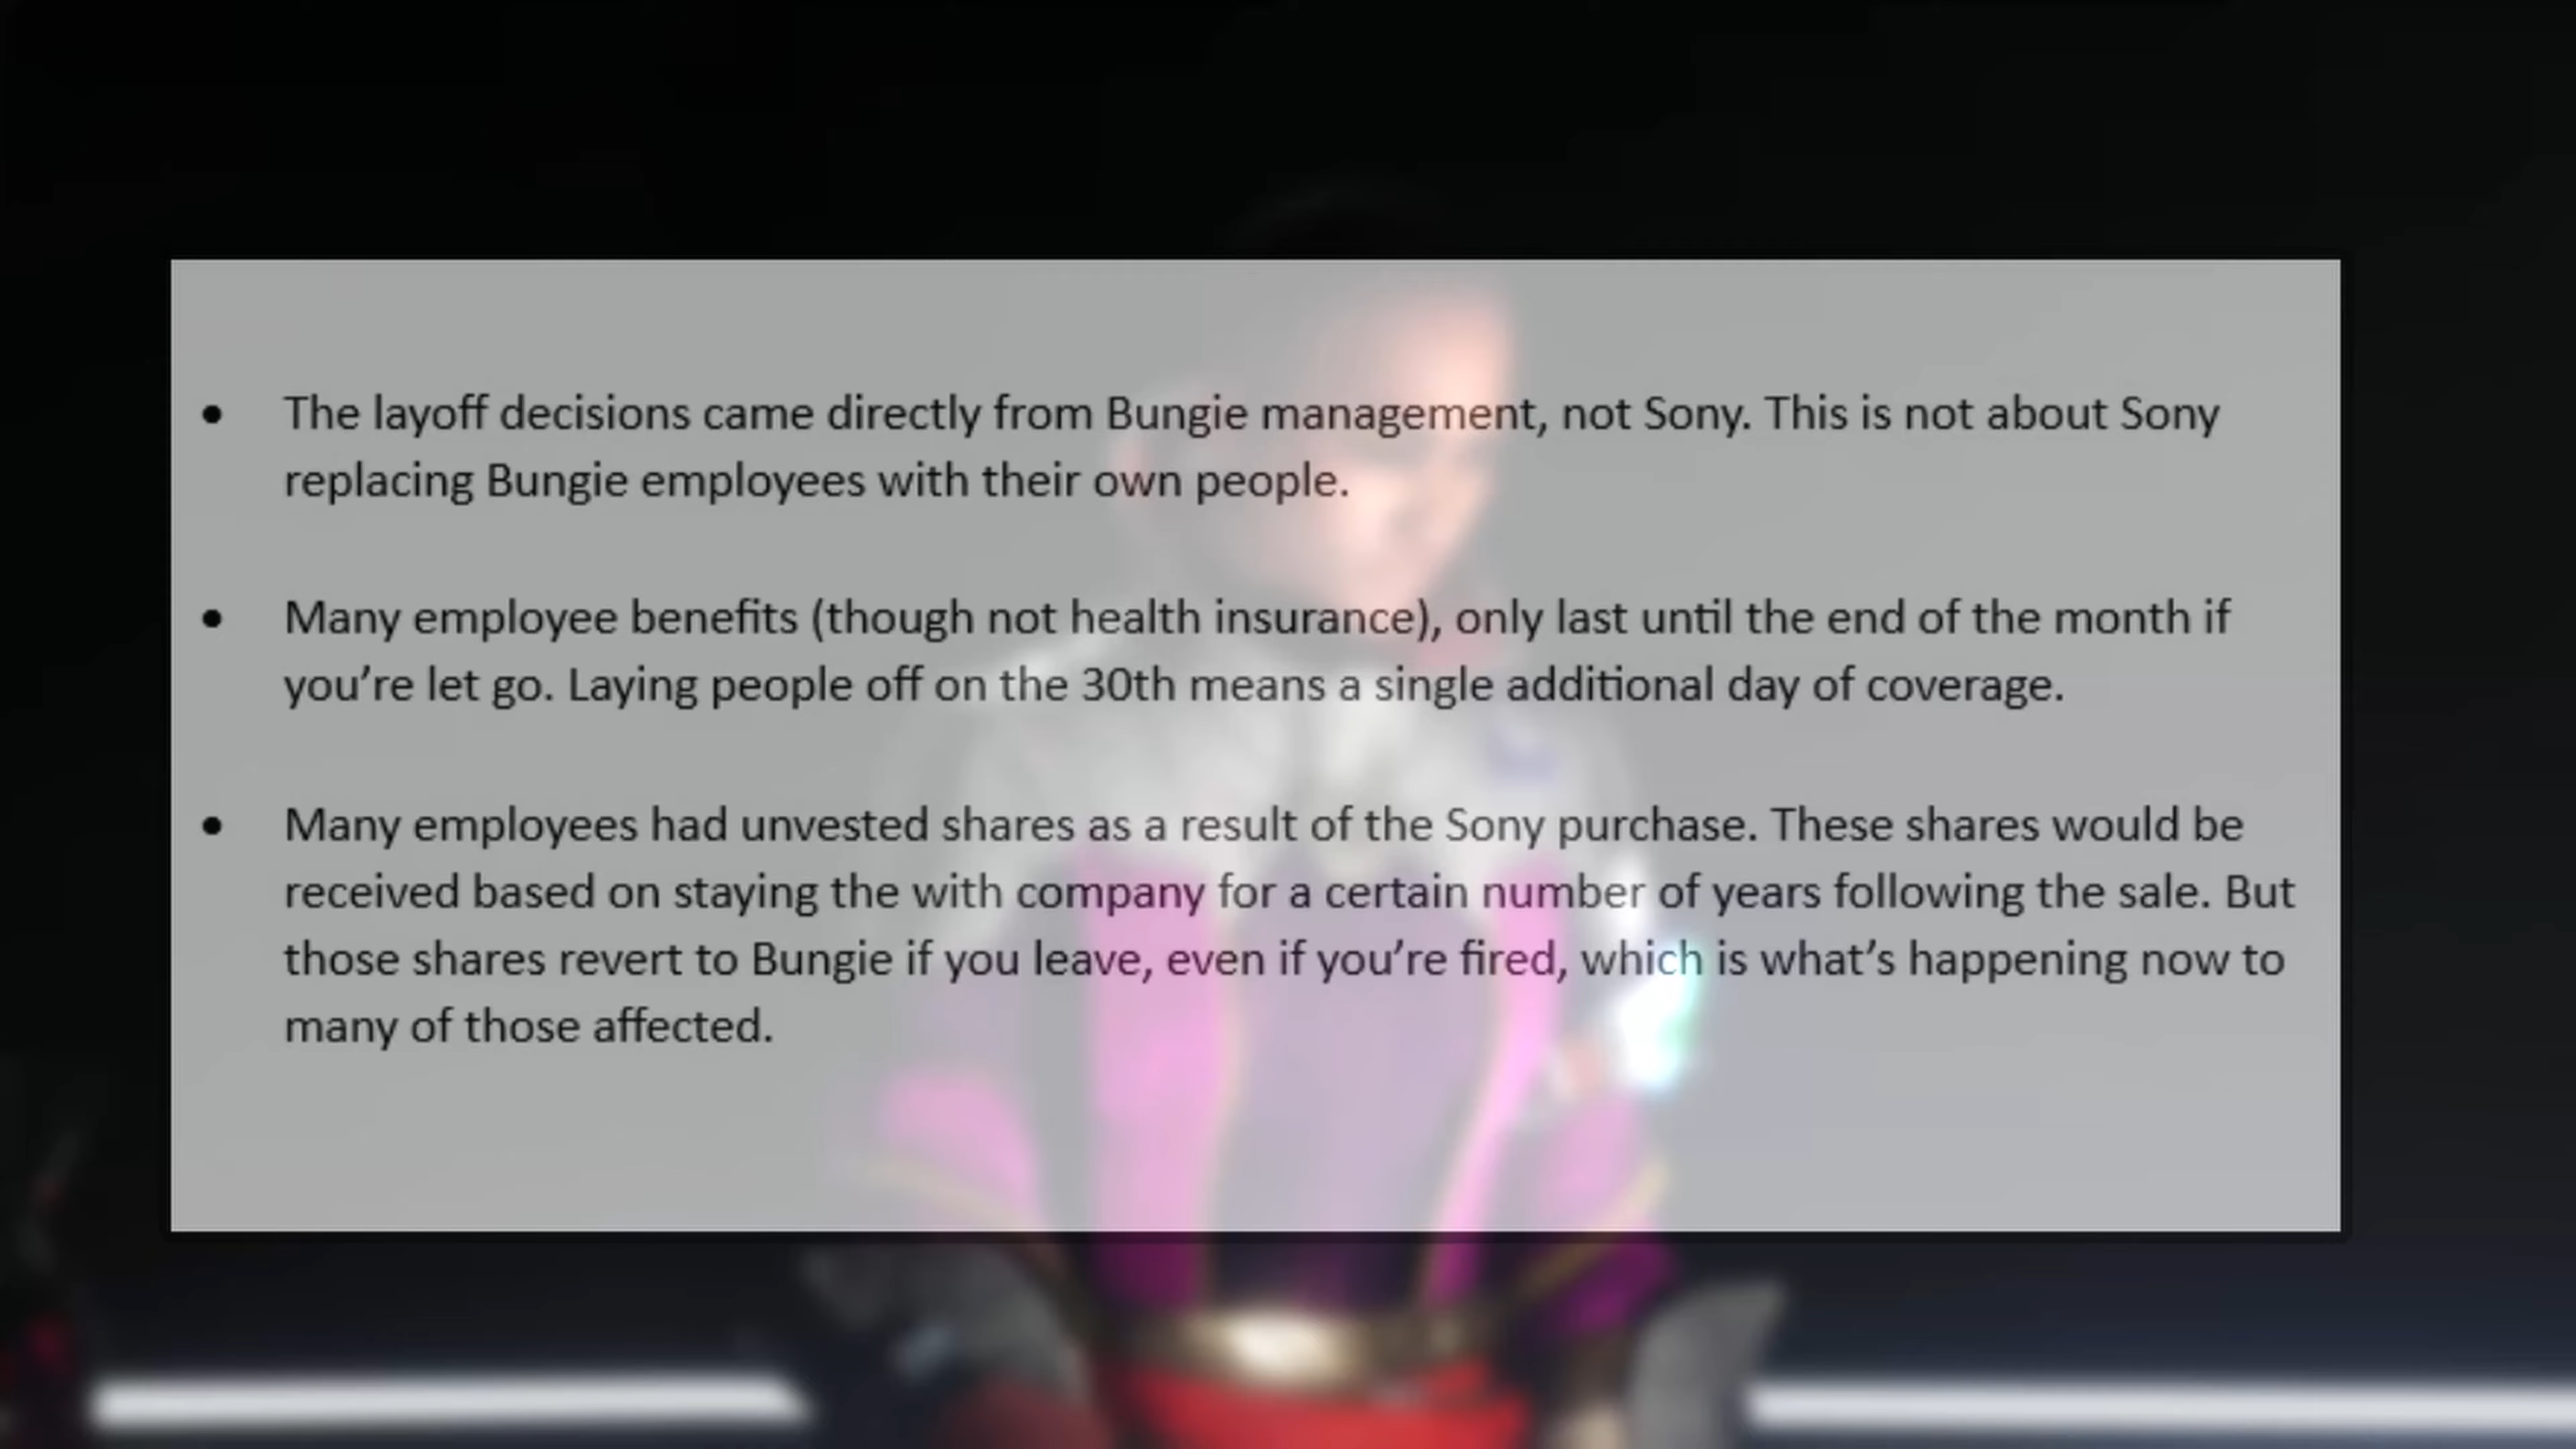 • The layoff decisions came directly from Bungie management, not Sony. This is not about Sony
replacing Bungie employees with their own people.
• Many employee benefits (though not health insurance), only last until the end of the month if
you’re let go. Laying people off on the 30th means a single additional day of coverage.
• Many employees had unvested shares as a result of the Sony purchase. These shares would be
received based on staying the with company for a certain number of years following the sale. But
those shares revert to Bungie if you leave, even if you’re fired, which is what’s happening now to
many of those affected.